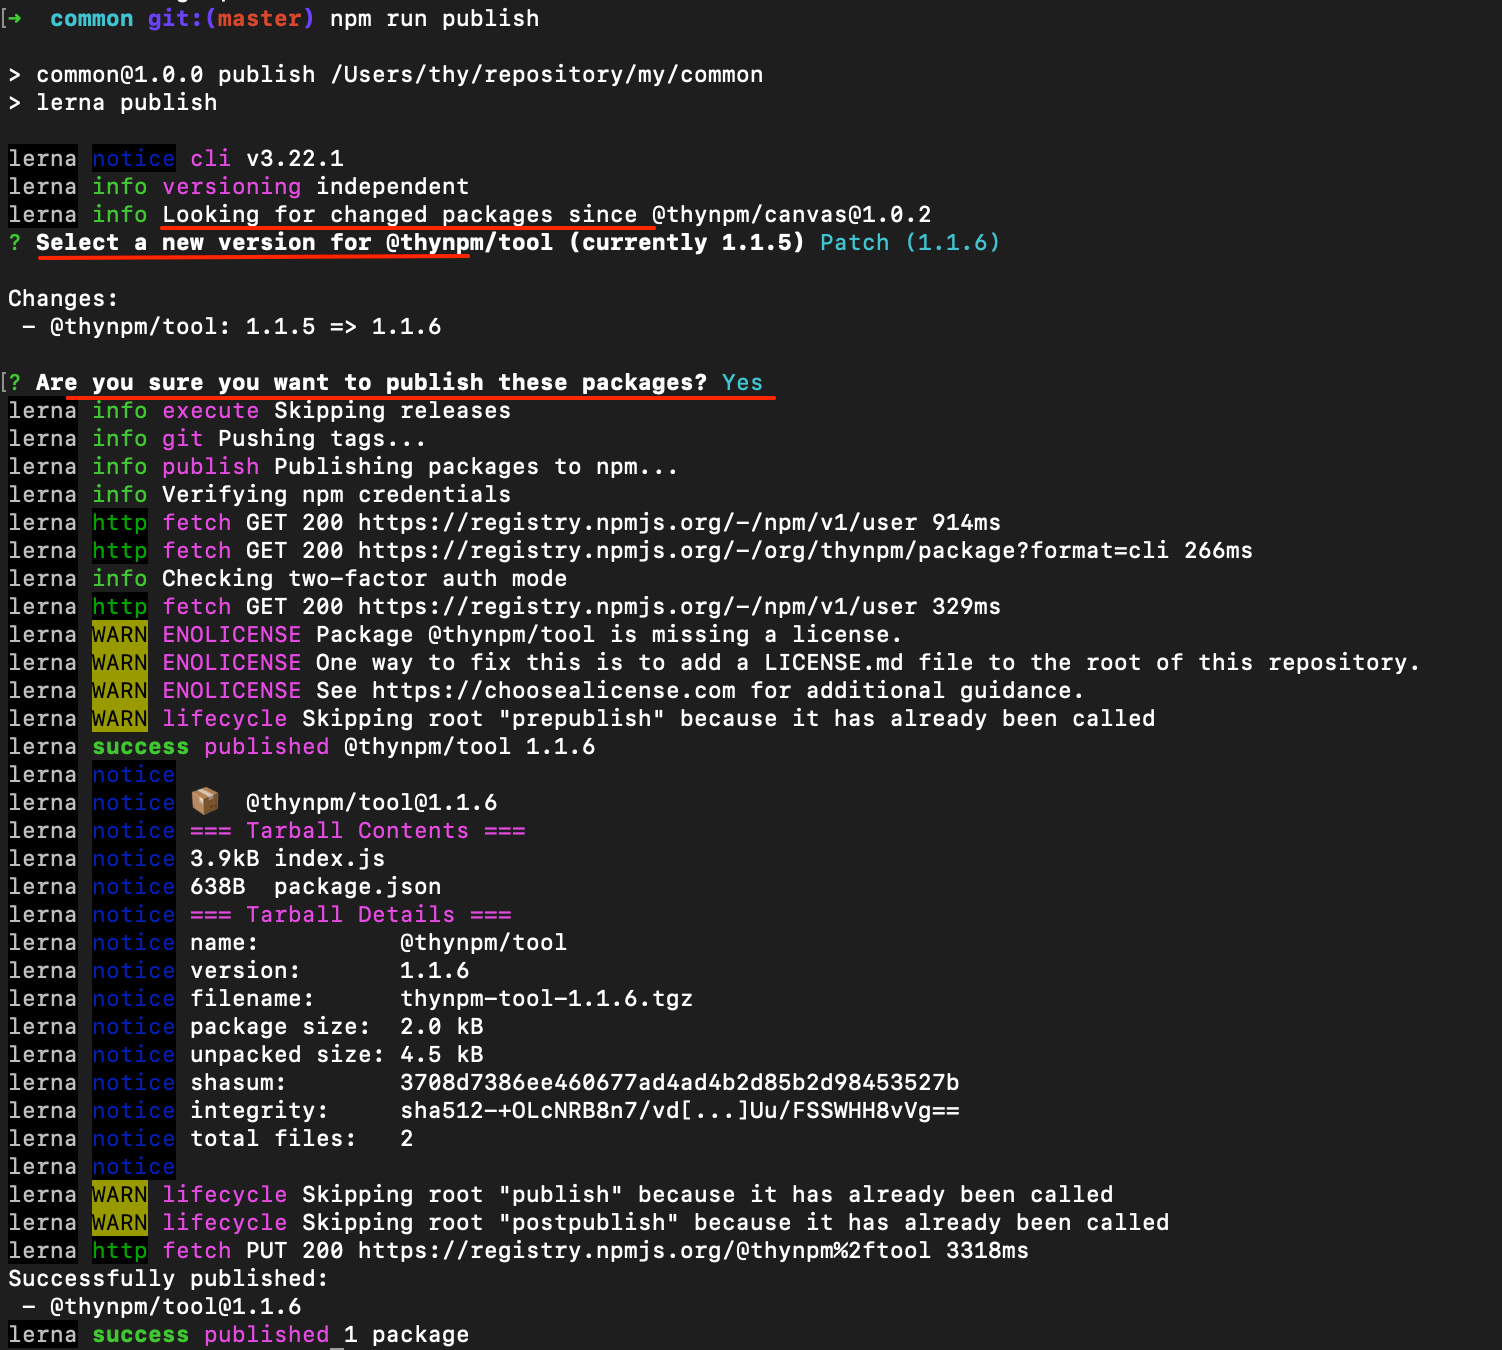 ➜  common git:(master) npm run publish
> common@1.0.0 publish /Users/thy/repository/my/common
> lerna publish
lerna notice cli v3.22.1
lerna info versioning independent
lerna info Looking for changed packages since @thynpm/canvas@1.0.2
? Select a new version for @thynpm/tool (currently 1.1.5) Patch (1.1.6)
Changes:
 - @thynpm/tool: 1.1.5 => 1.1.6
? Are you sure you want to publish these packages? Yes
lerna info execute Skipping releases
lerna info git Pushing tags...
lerna info publish Publishing packages to npm...
lerna info Verifying npm credentials
lerna http fetch GET 200 https://registry.npmjs.org/-/npm/v1/user 914ms
lerna http fetch GET 200 https://registry.npmjs.org/-/org/thynpm/package?format=cli 266ms
lerna info Checking two-factor auth mode
lerna http fetch GET 200 https://registry.npmjs.org/-/npm/v1/user 329ms
lerna WARN ENOLICENSE Package @thynpm/tool is missing a license.
lerna WARN ENOLICENSE One way to fix this is to add a LICENSE.md file to the root of this repository.
lerna WARN ENOLICENSE See https://choosealicense.com for additional guidance.
lerna WARN lifecycle Skipping root "prepublish" because it has already been called
lerna success published @thynpm/tool 1.1.6
lerna notice
lerna notice 📦  @thynpm/tool@1.1.6
lerna notice === Tarball Contents ===
lerna notice 3.9kB index.js
lerna notice 638B  package.json
lerna notice === Tarball Details ===
lerna notice name:          @thynpm/tool
lerna notice version:       1.1.6
lerna notice filename:      thynpm-tool-1.1.6.tgz
lerna notice package size:  2.0 kB
lerna notice unpacked size: 4.5 kB
lerna notice shasum:        3708d7386ee460677ad4ad4b2d85b2d98453527b
lerna notice integrity:     sha512-+OLcNRB8n7/vd[...]Uu/FSSWHH8vVg==
lerna notice total files:   2
lerna notice
lerna WARN lifecycle Skipping root "publish" because it has already been called
lerna WARN lifecycle Skipping root "postpublish" because it has already been called
lerna http fetch PUT 200 https://registry.npmjs.org/@thynpm%2ftool 3318ms
Successfully published:
 - @thynpm/tool@1.1.6
lerna success published 1 package